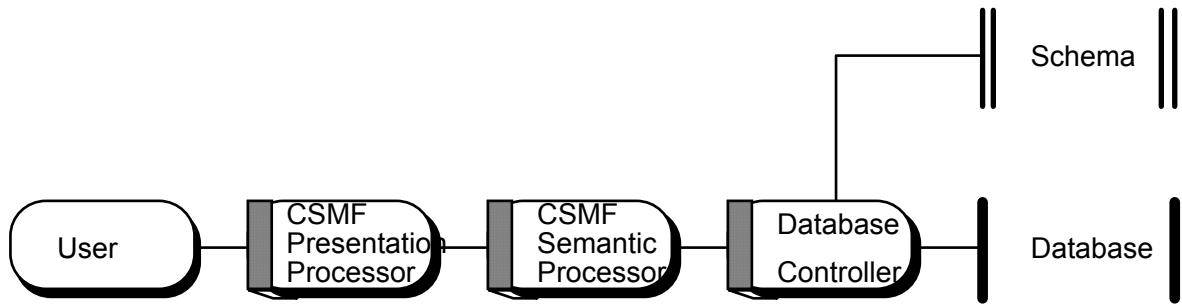 Schema
User
CSMF
Presentation
Processor
CSMF
Semantic
Processor
Database
Controller
Database